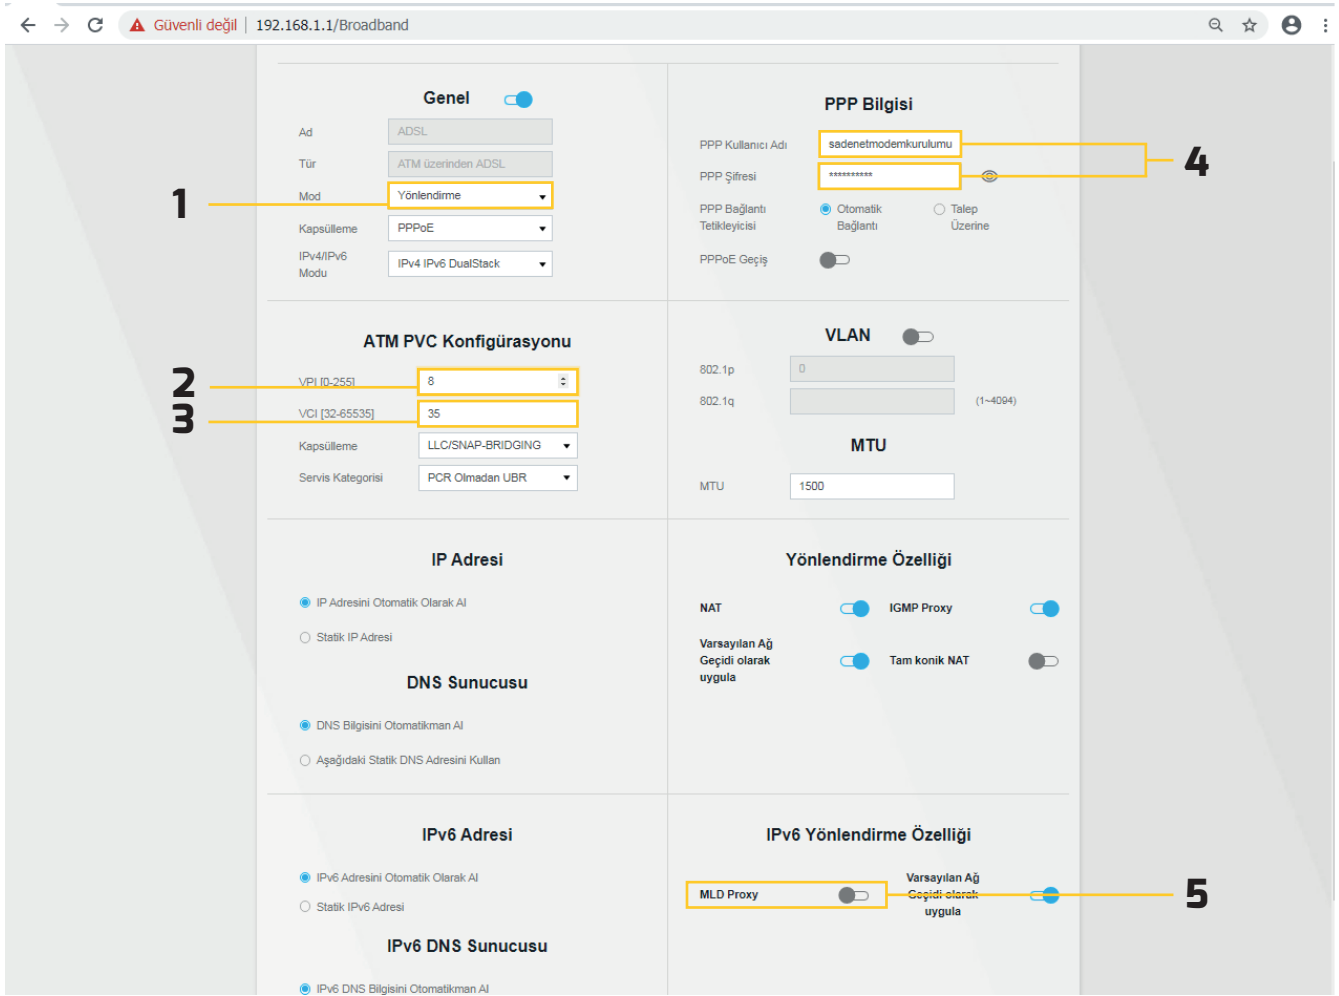 Güvenli değil | 192.168.1.1/Broadband
Genel
Ad ADSL
Tür ATM üzerinden ADSL
1 Mod Yönlendirme
Kapsülleme PPPoE
IPv4/IPv6
Modu
IPv4 IPv6 DualStack
PPP Bilgisi
PPP Kullanıcı Adı sadenetmodemkurulumu
PPP Şifresi **********
4
PPP Bağlantı
Tetikleyicisi
Otomatik
Bağlantı
Talep
Üzerine
PPPoE Geçiş
ATM PVC Konfigürasyonu
2 VPI [0-255] 8
3 VCI [32-65535] 35
Kapsülleme LLC/SNAP-BRIDGING
Servis Kategorisi PCR Olmadan UBR
VLAN
802.1p 0
802.1q (1~4094)
MTU
MTU 1500
IP Adresi
IP Adresini Otomatik Olarak Al
Statik IP Adresi
DNS Sunucusu
DNS Bilgisini Otomatikman Al
Aşağıdaki Statik DNS Adresini Kullan
Yönlendirme Özelliği
NAT IGMP Proxy
Varsayılan Ağ
Geçidi olarak
uygula
Tam konik NAT
IPv6 Adresi
IPv6 Adresini Otomatik Olarak Al
Statik IPv6 Adresi
IPv6 DNS Sunucusu
IPv6 DNS Bilgisini Otomatikman Al
IPv6 Yönlendirme Özelliği
MLD Proxy
Varsayılan Ağ
Geçidi olarak
uygula
5